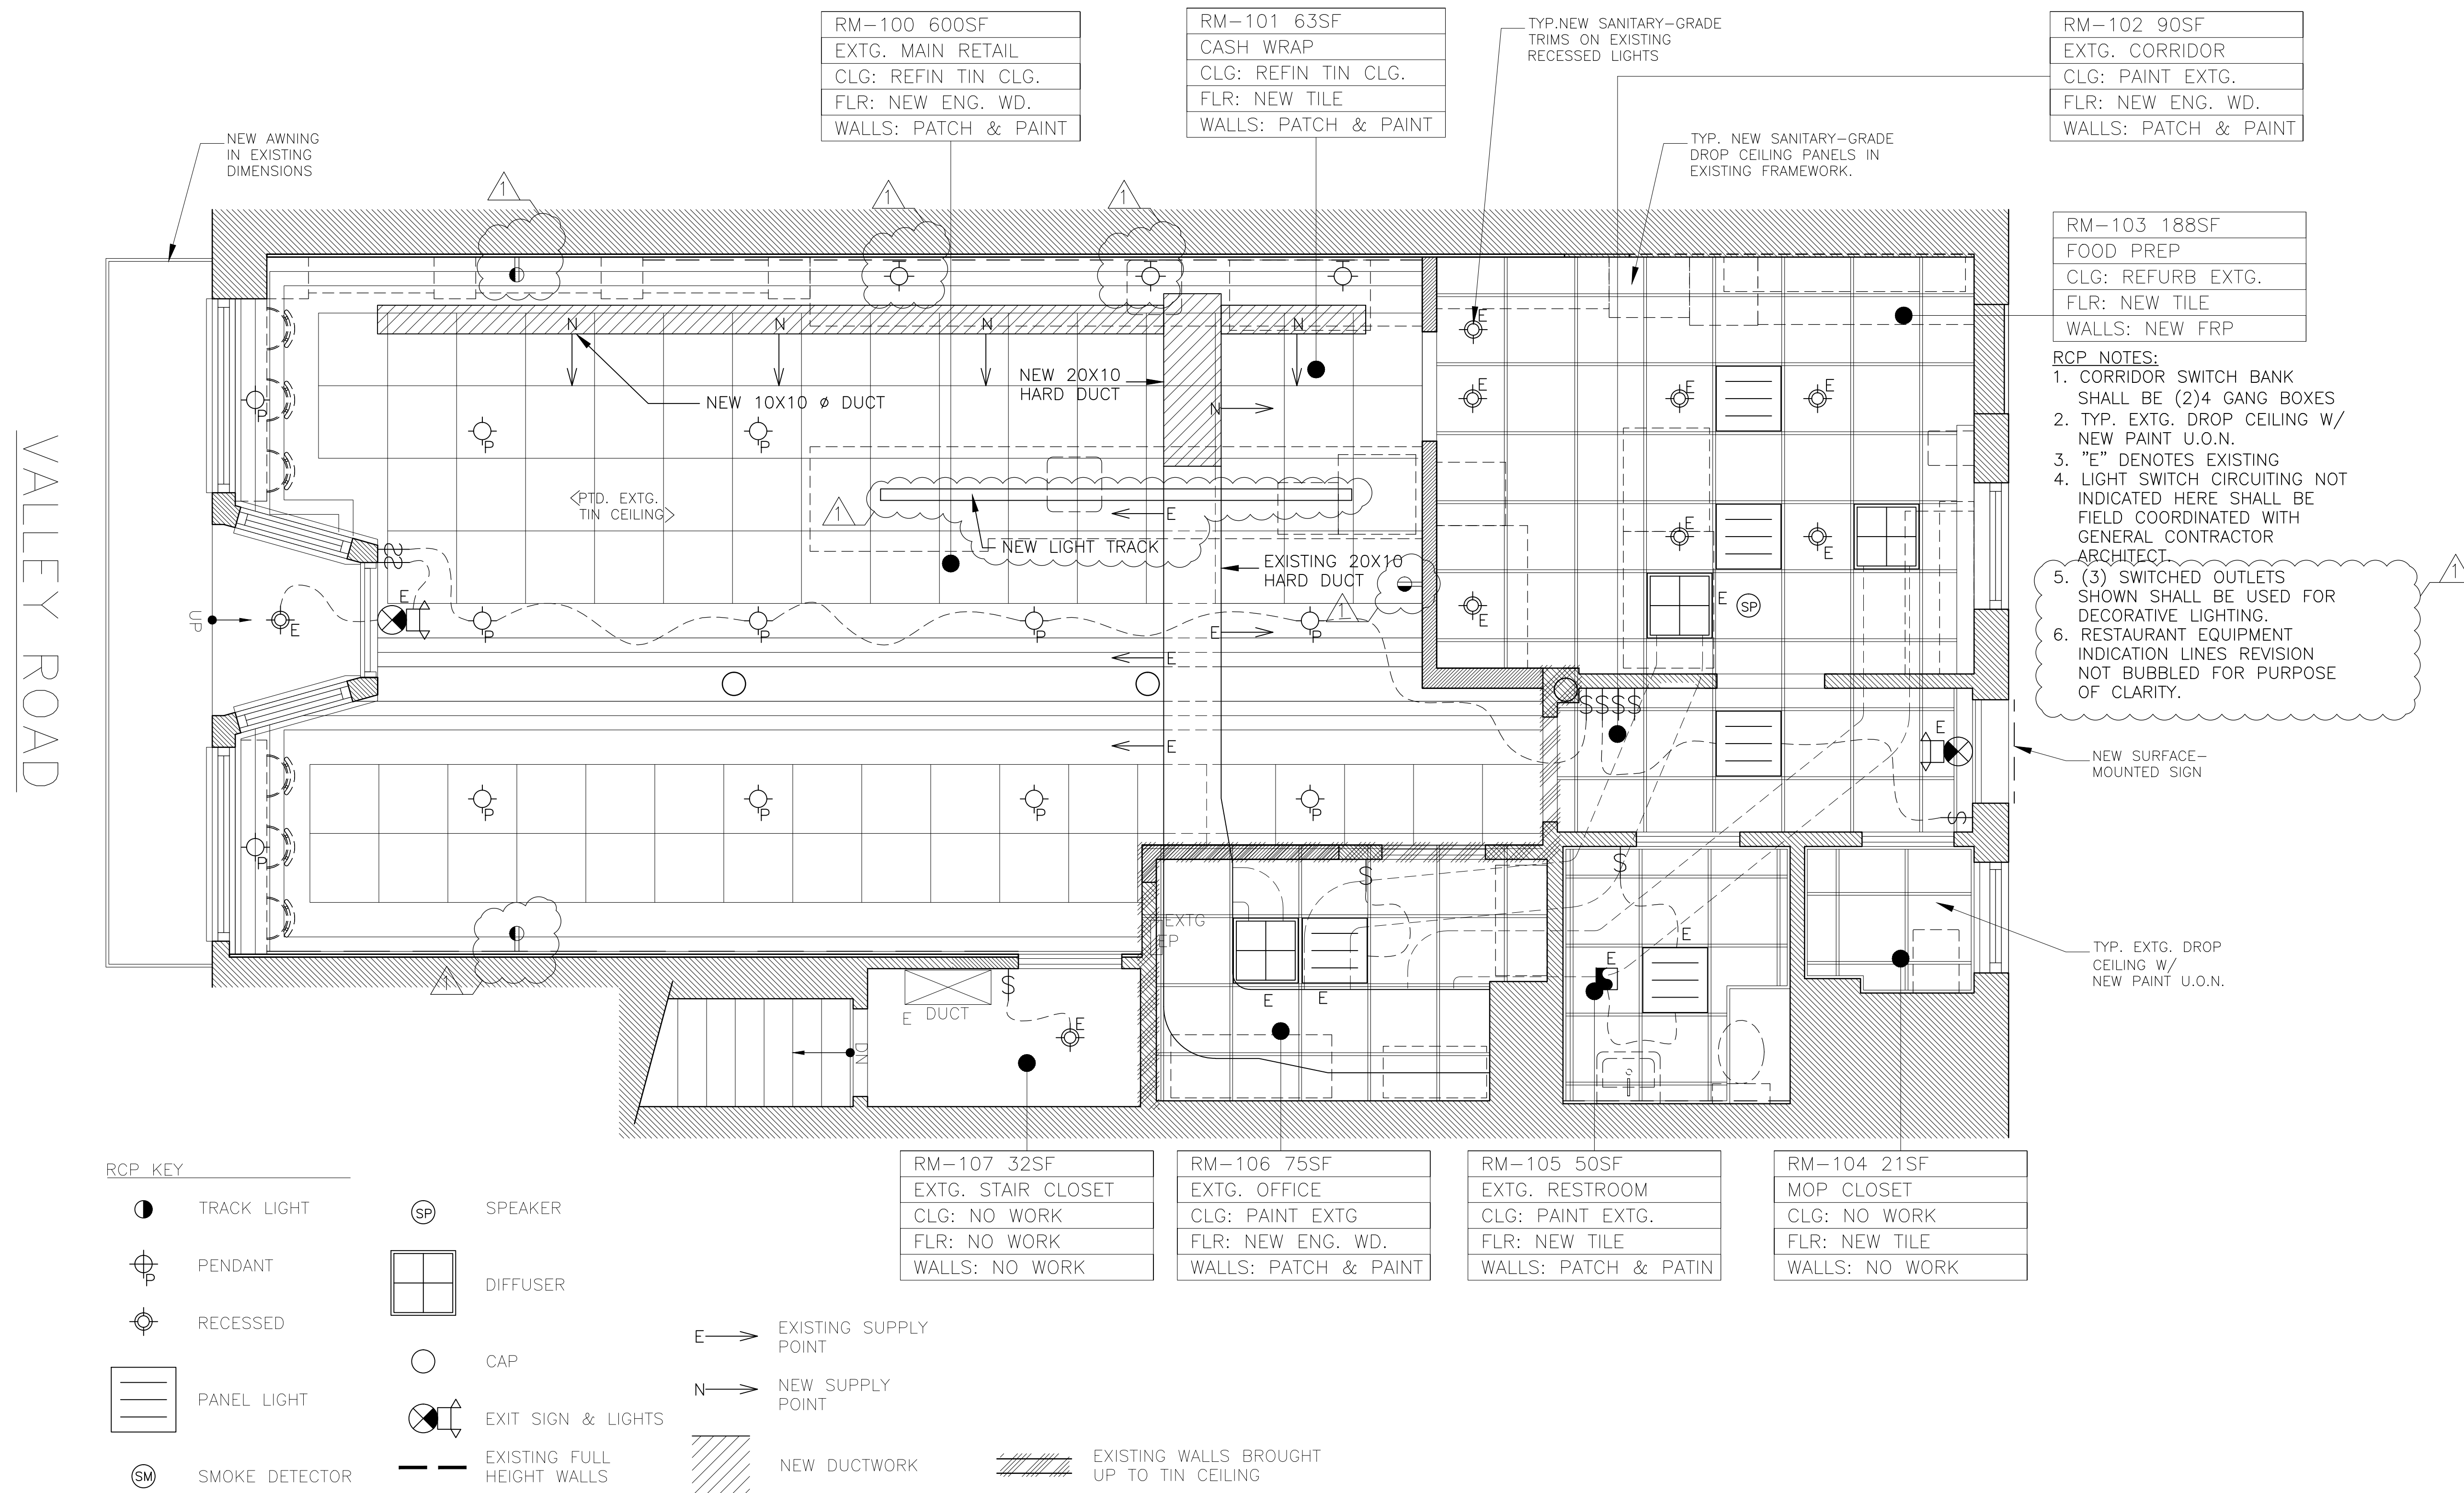 RM-100 600SF
EXTG. MAIN RETAIL
CLG: REFIN TIN CLG.
FLR: NEW ENG. WD.
WALLS: PATCH & PAINT
RM-101 63SF
CASH WRAP
CLG: REFIN TIN CLG.
FLR: NEW TILE
WALLS: PATCH & PAINT
TYP.NEW SANITARY-GRADE
TRIMS ON EXISTING
RECESSED LIGHTS
RM-102 90SF
EXTG. CORRIDOR
CLG: PAINT EXTG.
FLR: NEW ENG. WD.
WALLS: PATCH & PAINT
NEW AWNING
IN EXISTING
DIMENSIONS
TYP. NEW SANITARY-GRADE
DROP CEILING PANELS IN
EXISTING FRAMEWORK.
1
1
1
RM-103 188SF
FOOD PREP
CLG: REFURB EXTG.
FLR: NEW TILE
WALLS: NEW FRP
RCP NOTES:
1. CORRIDOR SWITCH BANK
SHALL BE (2)4 GANG BOXES
2. TYP. EXTG. DROP CEILING W/
NEW PAINT U.O.N.
3. "E" DENOTES EXISTING
4. LIGHT SWITCH CIRCUITING NOT
INDICATED HERE SHALL BE
FIELD COORDINATED WITH
GENERAL CONTRACTOR
ARCHITECT.
5. (3) SWITCHED OUTLETS
SHOWN SHALL BE USED FOR
DECORATIVE LIGHTING.
6. RESTAURANT EQUIPMENT
INDICATION LINES REVISION
NOT BUBBLED FOR PURPOSE
OF CLARITY.
1
N
N
N
N
E
NEW 20X10
HARD DUCT
NEW 10X10 ø DUCT
N
E
E
E
P
P
P
VALLEY ROAD
<PTD. EXTG.
TIN CEILING>
1
E
NEW LIGHT TRACK
EXISTING 20X10
HARD DUCT
E
E
S
S
1
E
SP
E
UP
E
E
P
P
P
E
P
E
S S S S
E
E
NEW SURFACE-
MOUNTED SIGN
P
P
P
P
P
S
S
S
EXTG
EP
1
S
E
E
E
E
E DUCT
E
DN
TYP. EXTG. DROP
CEILING W/
NEW PAINT U.O.N.
RM-107 32SF
EXTG. STAIR CLOSET
CLG: NO WORK
FLR: NO WORK
WALLS: NO WORK
RM-106 75SF
EXTG. OFFICE
CLG: PAINT EXTG
FLR: NEW ENG. WD.
WALLS: PATCH & PAINT
RM-105 50SF
EXTG. RESTROOM
CLG: PAINT EXTG.
FLR: NEW TILE
WALLS: PATCH & PATIN
RM-104 21SF
MOP CLOSET
CLG: NO WORK
FLR: NEW TILE
WALLS: NO WORK
RCP KEY
TRACK LIGHT
P
PENDANT
RECESSED
PANEL LIGHT
SM
SMOKE DETECTOR
SP
SPEAKER
DIFFUSER
CAP
EXIT SIGN & LIGHTS
EXISTING FULL
HEIGHT WALLS
E
EXISTING SUPPLY
POINT
N
NEW SUPPLY
POINT
NEW DUCTWORK
EXISTING WALLS BROUGHT
UP TO TIN CEILING